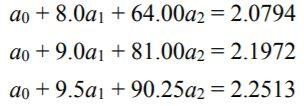 a₀ + 8.0a₁ + 64.00a₂ = 2.0794
a₀ + 9.0a₁ + 81.00a₂ = 2.1972
a₀ + 9.5a₁ + 90.25a₂ = 2.2513